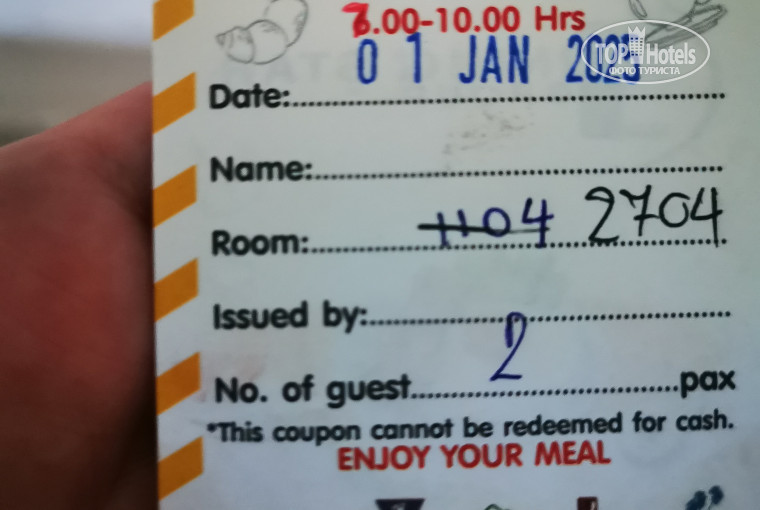 .00-10.00 Hrs
01 JAN
TOP Hotels
ФОТО ТУРИСТА
Date:
Name:
Room: 1104 2704
Issued by:
No. of guest 2 pax
*This coupon cannot be redeemed for cash.
ENJOY YOUR MEAL